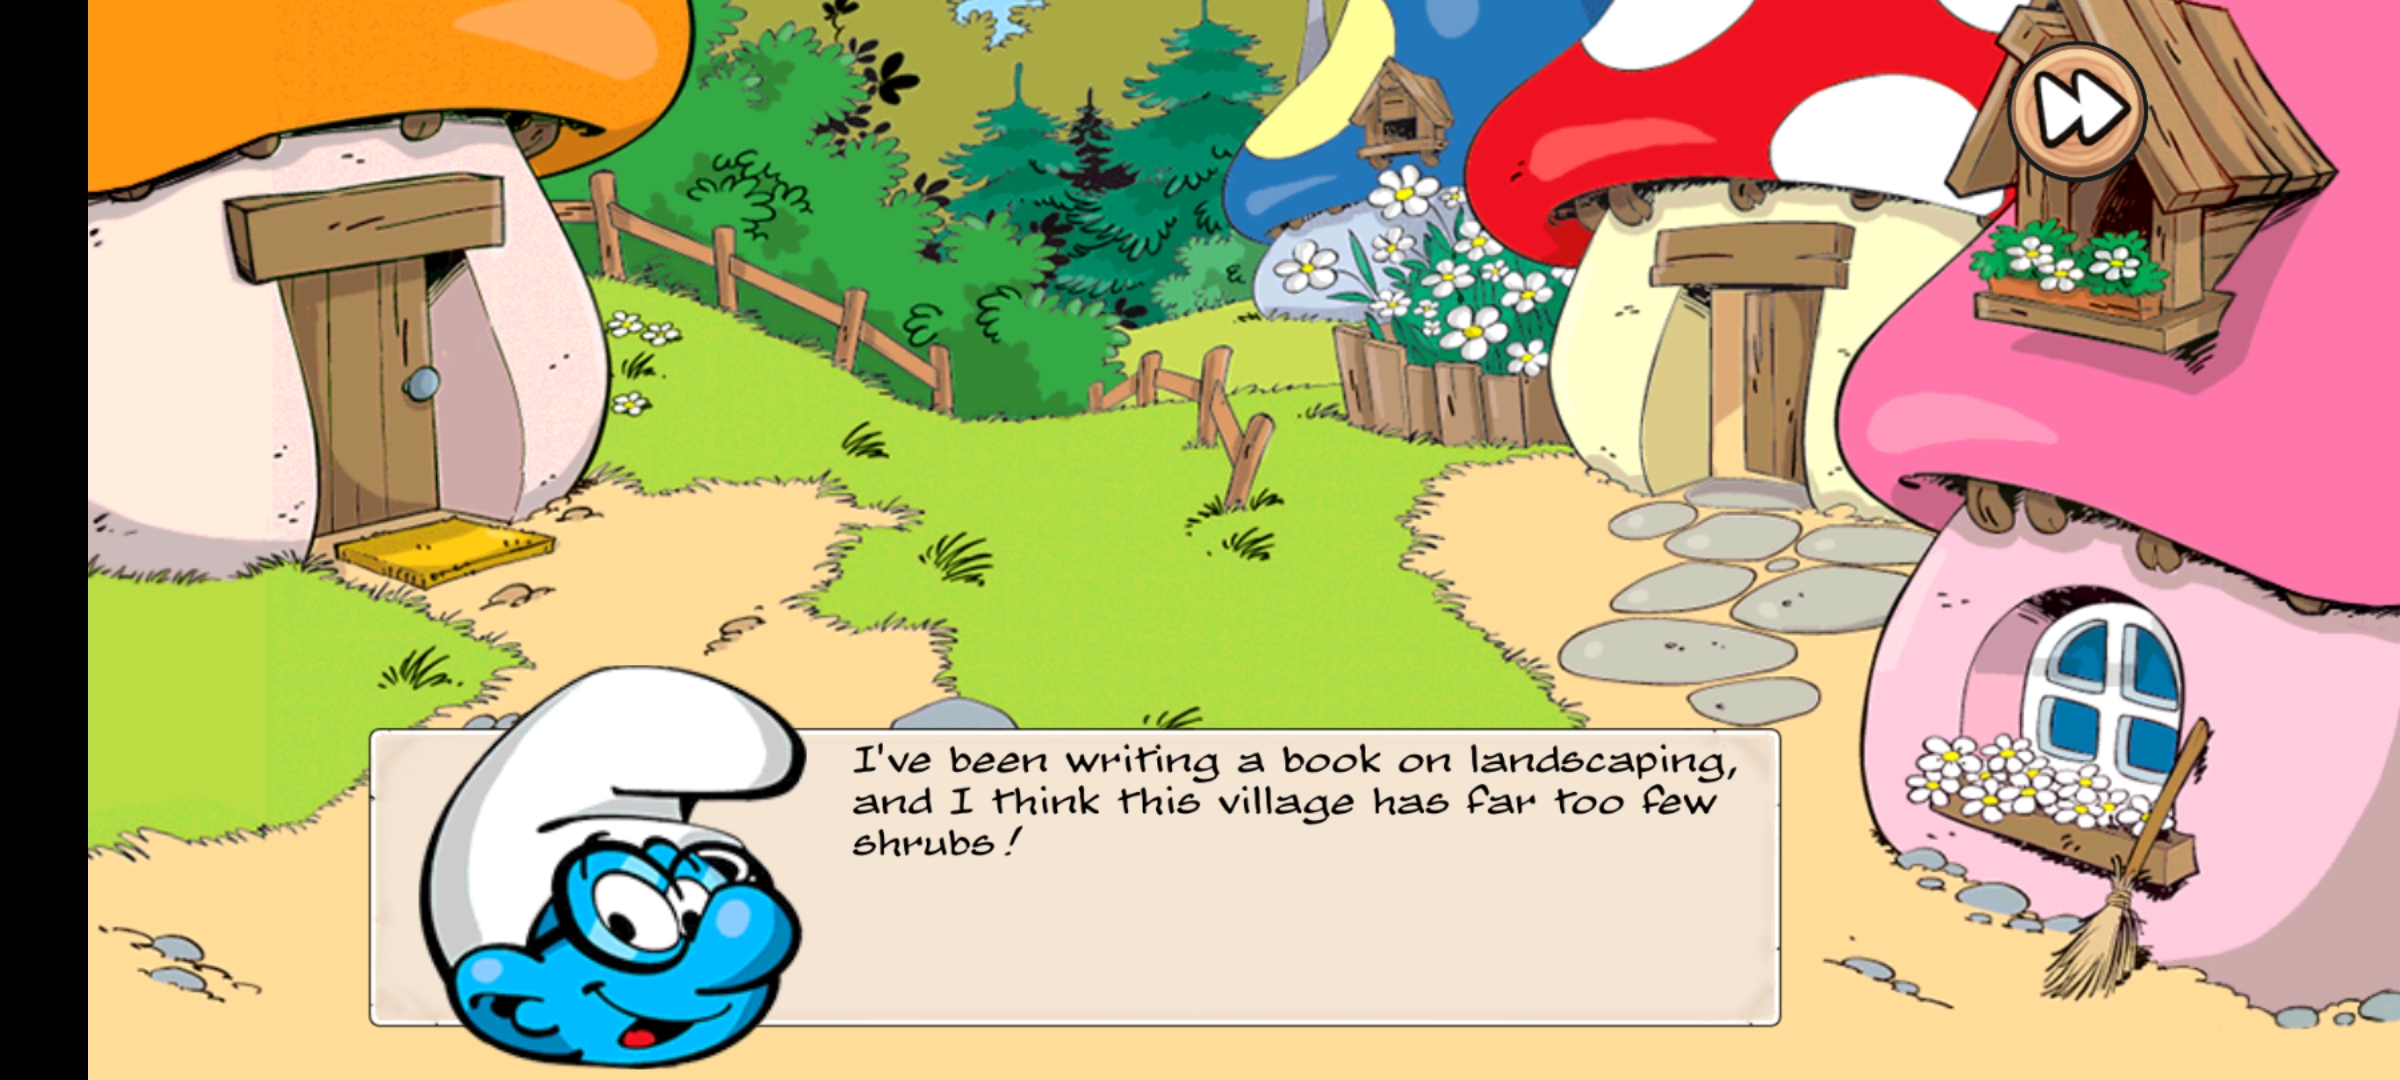 I've been writing a book on landscaping,
and I think this village has far too few
shrubs!